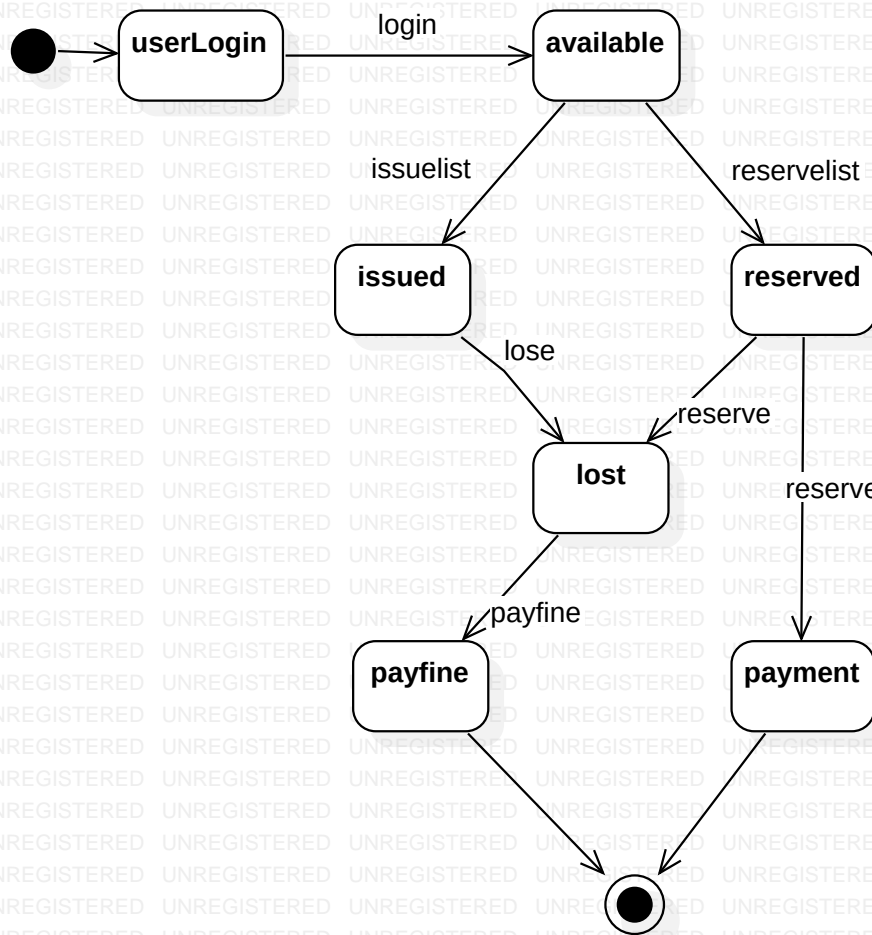 login
userLogin
available
issuelist
reservelist
issued
reserved
lose
reserve
lost
reserve
payfine
payfine
payment
UNREGISTERED